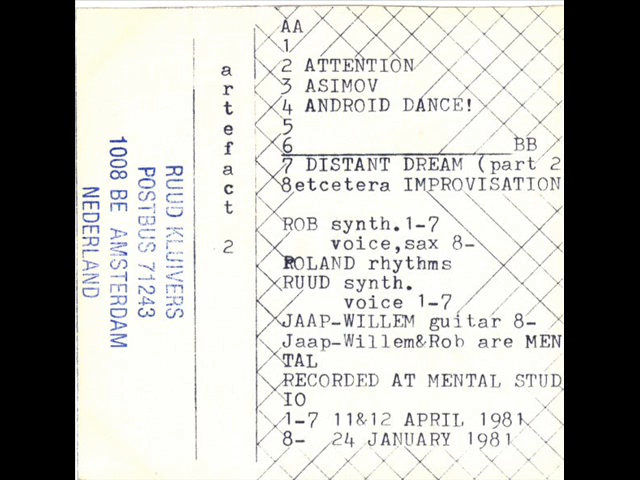 RUUD KLUIVERS
POSTBUS 71243
1008 BE AMSTERDAM
NEDERLAND
artefact 2
AA
1
2 ATTENTION
3 ASIMOV
4 ANDROID DANCE!
5
6 BB
7 DISTANT DREAM (part 2
8etcetera IMPROVISATION
ROB synth.1-7
voice,sax 8-
ROLAND rhythms
RUUD synth.
voice 1-7
JAAP-WILLEM guitar 8-
Jaap-Willem&Rob are MEN
TAL
RECORDED AT MENTAL STUD
IO
1-7 11&12 APRIL 1981
8- 24 JANUARY 1981